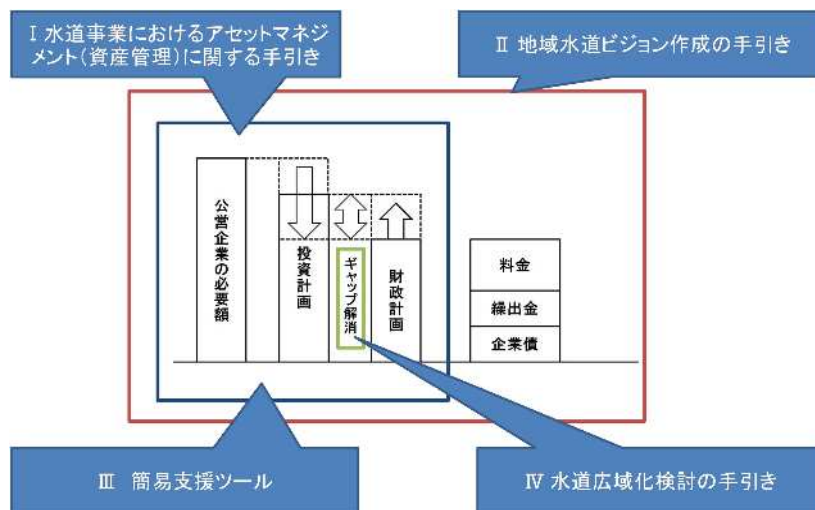 Ⅰ 水道事業におけるアセットマネジ
メント(資産管理)に関する手引き
Ⅱ 地域水道ビジョン作成の手引き
公営企業の必要額
投資計画
ギャップ解消
財政計画
料金
繰出金
企業債
Ⅲ 簡易支援ツール
Ⅳ 水道広域化検討の手引き